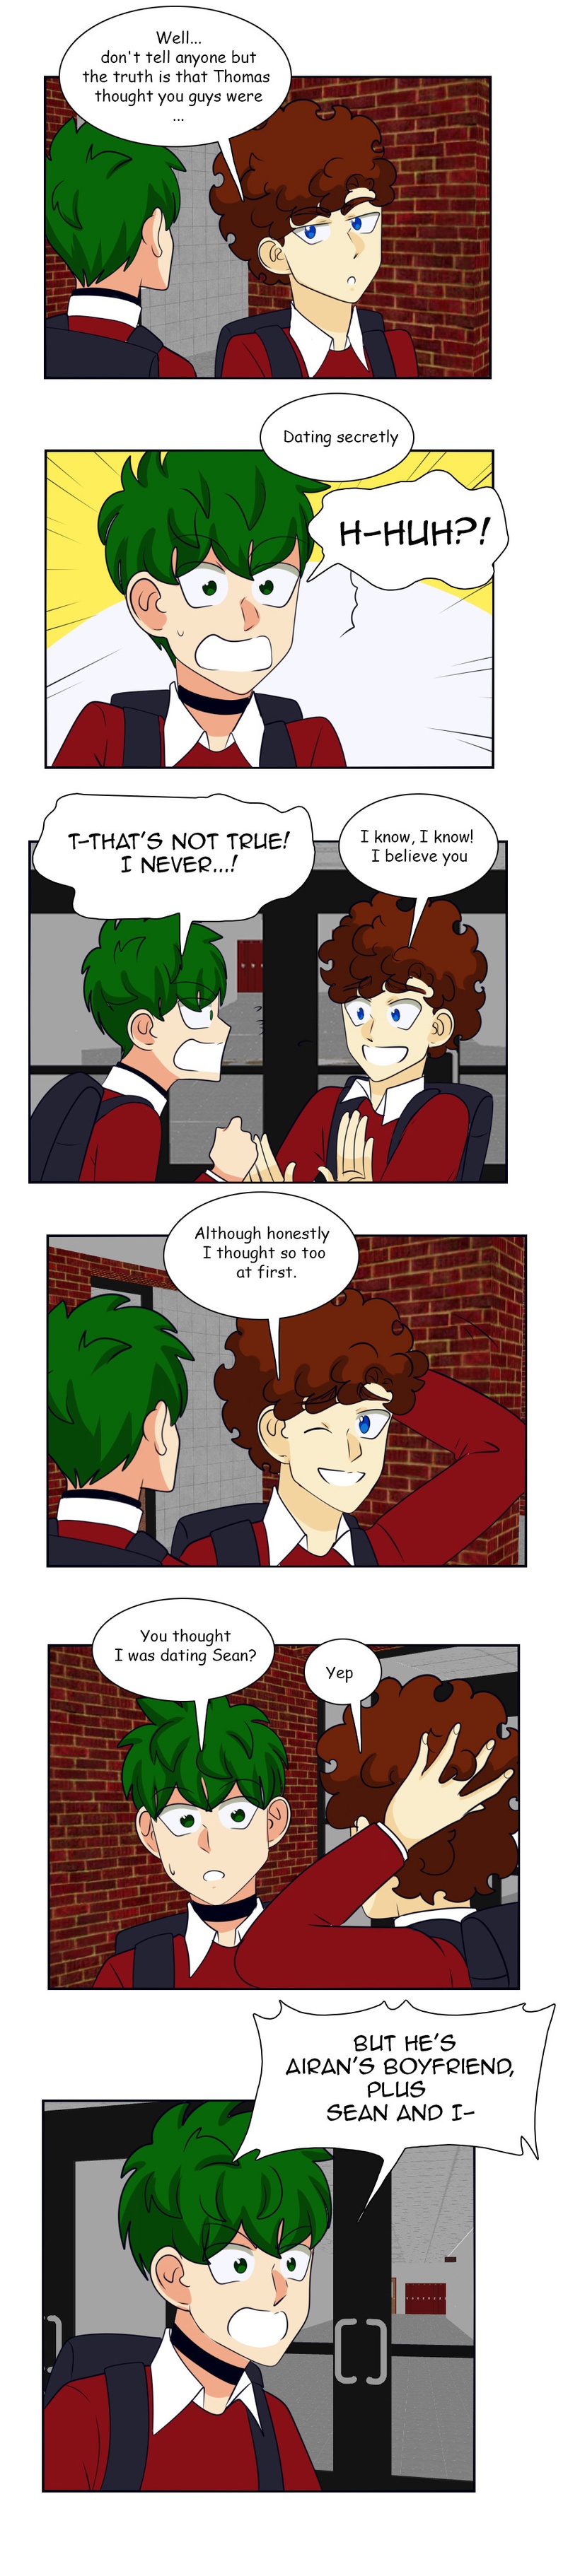 Well...
don't tell anyone but
the truth is that Thomas
thought you guys were
...
Dating secretly
H-HUH?!
T-THAT'S NOT TRUE!
I NEVER...!
I know, I know!
I believe you
Although honestly
I thought so too
at first.
You thought
I was dating Sean?
Yep
BUT HE'S
AIRAN'S BOYFRIEND,
PLUS
SEAN AND I-